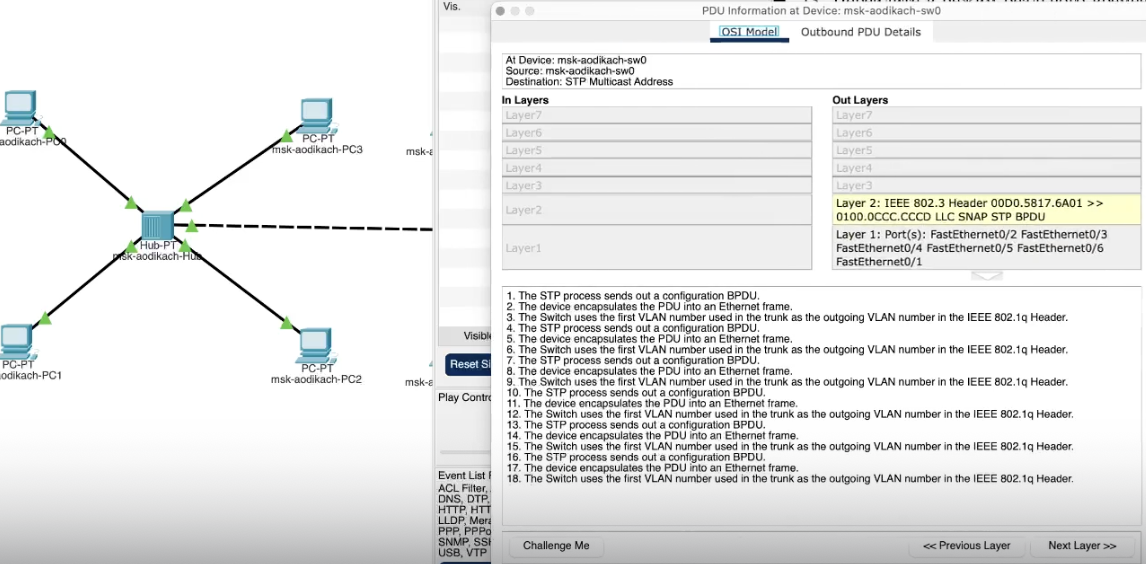 Vis.
PDU Information at Device: msk-aodikach-sw0
OSI Model
Outbound PDU Details
At Device: msk-aodikach-sw0
Source: msk-aodikach-sw0
Destination: STP Multicast Address
In Layers
Out Layers
Layer7
Layer7
Layer6
Layer6
Layer5
Layer5
Layer4
Layer4
Layer3
Layer3
Layer2
Layer 2: IEEE 802.3 Header 00D0.5817.6A01 >>
0100.0CCC.CCCD LLC SNAP STP BPDU
Layer1
Layer 1: Port(s): FastEthernet0/2 FastEthernet0/3
FastEthernet0/4 FastEthernet0/5 FastEthernet0/6
FastEthernet0/1
1. The STP process sends out a configuration BPDU.
2. The device encapsulates the PDU into an Ethernet frame.
3. The Switch uses the first VLAN number used in the trunk as the outgoing VLAN number in the IEEE 802.1q Header.
4. The STP process sends out a configuration BPDU.
5. The device encapsulates the PDU into an Ethernet frame.
6. The Switch uses the first VLAN number used in the trunk as the outgoing VLAN number in the IEEE 802.1q Header.
7. The STP process sends out a configuration BPDU.
8. The device encapsulates the PDU into an Ethernet frame.
9. The Switch uses the first VLAN number used in the trunk as the outgoing VLAN number in the IEEE 802.1q Header.
10. The STP process sends out a configuration BPDU.
11. The device encapsulates the PDU into an Ethernet frame.
12. The Switch uses the first VLAN number used in the trunk as the outgoing VLAN number in the IEEE 802.1q Header.
13. The STP process sends out a configuration BPDU.
14. The device encapsulates the PDU into an Ethernet frame.
15. The Switch uses the first VLAN number used in the trunk as the outgoing VLAN number in the IEEE 802.1q Header.
16. The STP process sends out a configuration BPDU.
17. The device encapsulates the PDU into an Ethernet frame.
18. The Switch uses the first VLAN number used in the trunk as the outgoing VLAN number in the IEEE 802.1q Header.
Challenge Me
<< Previous Layer
Next Layer >>
PC-PT
aodikach-PC0
PC-PT
msk-aodikach-PC3
msk-a
Hub-PT
msk-aodikach-Hub
PC-PT
odikach-PC1
PC-PT
msk-aodikach-PC2
msk-a
Visible
Reset Si
Play Contro
Event List F
ACL Filter,
DNS, DTP,
HTTP, HTT
LLDP, Mera
PPP, PPPo
SNMP, SSH
USB, VTP